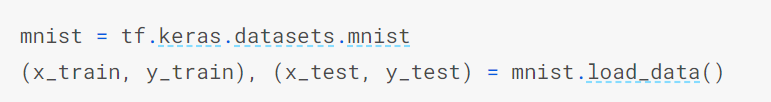 mnist = tf.keras.datasets.mnist
(x_train, y_train), (x_test, y_test) = mnist.load_data()